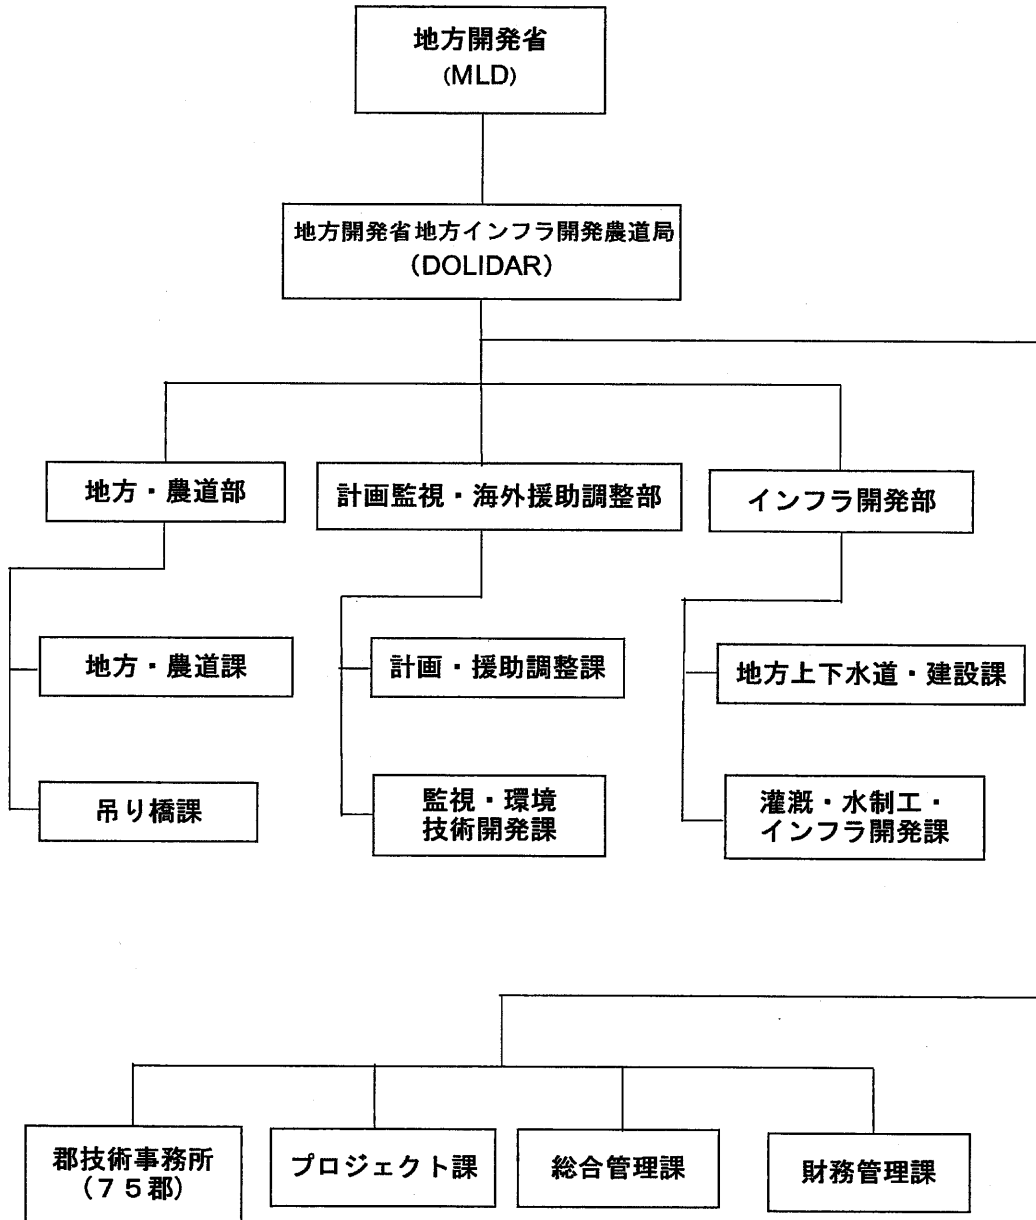 地方開発省
(MLD)
地方開発省地方インフラ開発農道局
(DOLIDAR)
地方・農道部
計画監視・海外援助調整部
インフラ開発部
地方・農道課
計画・援助調整課
地方上下水道・建設課
吊り橋課
監視・環境
技術開発課
灌漑・水制工・
インフラ開発課
郡技術事務所
(75郡)
プロジェクト課
総合管理課
財務管理課